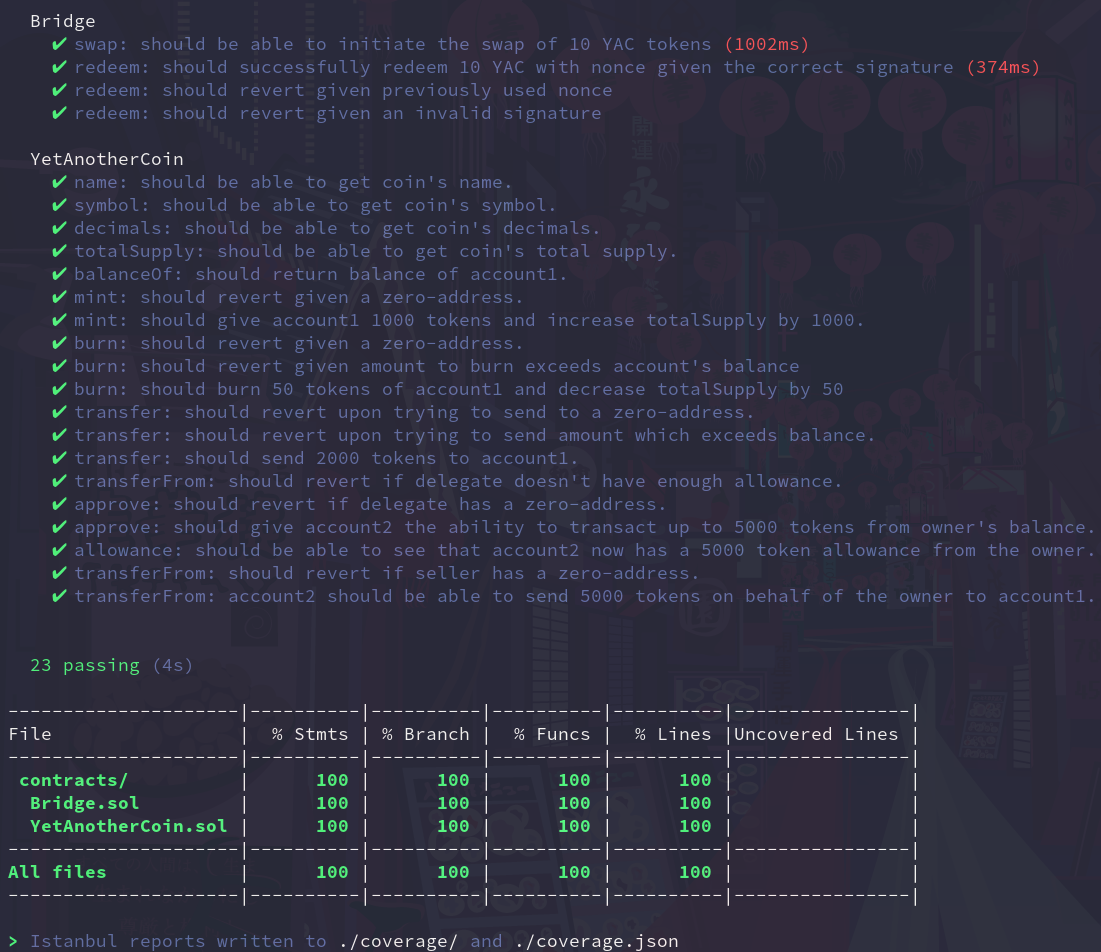 Bridge
✔ swap: should be able to initiate the swap of 10 YAC tokens (1002ms)
✔ redeem: should successfully redeem 10 YAC with nonce given the correct signature (374ms)
✔ redeem: should revert given previously used nonce
✔ redeem: should revert given an invalid signature
YetAnotherCoin
✔ name: should be able to get coin's name.
✔ symbol: should be able to get coin's symbol.
✔ decimals: should be able to get coin's decimals.
✔ totalSupply: should be able to get coin's total supply.
✔ balanceOf: should return balance of account1.
✔ mint: should revert given a zero-address.
✔ mint: should give account1 1000 tokens and increase totalSupply by 1000.
✔ burn: should revert given a zero-address.
✔ burn: should revert given amount to burn exceeds account's balance
✔ burn: should burn 50 tokens of account1 and decrease totalSupply by 50
✔ transfer: should revert upon trying to send to a zero-address.
✔ transfer: should revert upon trying to send amount which exceeds balance.
✔ transfer: should send 2000 tokens to account1.
✔ transferFrom: should revert if delegate doesn't have enough allowance.
✔ approve: should revert if delegate has a zero-address.
✔ approve: should give account2 the ability to transact up to 5000 tokens from owner's balance.
✔ allowance: should be able to see that account2 now has a 5000 token allowance from the owner.
✔ transferFrom: should revert if seller has a zero-address.
✔ transferFrom: account2 should be able to send 5000 tokens on behalf of the owner to account1.
23 passing (4s)
---------------------|----------|----------|----------|----------|----------------|
File | % Stmts | % Branch | % Funcs | % Lines |Uncovered Lines |
---------------------|----------|----------|----------|----------|----------------|
contracts/ | 100 | 100 | 100 | 100 | |
Bridge.sol | 100 | 100 | 100 | 100 | |
YetAnotherCoin.sol | 100 | 100 | 100 | 100 | |
---------------------|----------|----------|----------|----------|----------------|
All files | 100 | 100 | 100 | 100 | |
---------------------|----------|----------|----------|----------|----------------|
> Istanbul reports written to ./coverage/ and ./coverage.json